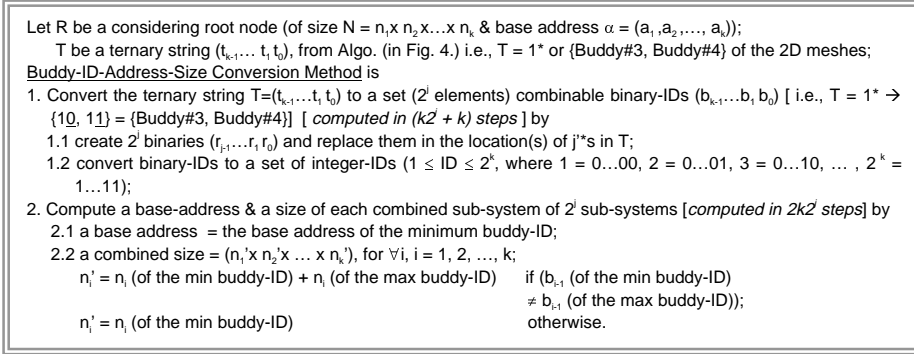 Let R be a considering root node (of size N = n₁x n₂x…x nₖ & base address α = (a₁,a₂,…, aₖ));
T be a ternary string (tₖ₋₁… t₁ t₀), from Algo. (in Fig. 4.) i.e., T = 1* or {Buddy#3, Buddy#4} of the 2D meshes;
Buddy-ID-Address-Size Conversion Method is
1. Convert the ternary string T=(tₖ₋₁…t₁ t₀) to a set (2ʲ elements) combinable binary-IDs (bₖ₋₁…b₁ b₀) [ i.e., T = 1* →
{10, 11} = {Buddy#3, Buddy#4}] [ computed in (k2ʲ + k) steps ] by
1.1 create 2ʲ binaries (rⱼ₋₁…r₁ r₀) and replace them in the location(s) of j'*s in T;
1.2 convert binary-IDs to a set of integer-IDs (1 ≤ ID ≤ 2ᵏ, where 1 = 0…00, 2 = 0…01, 3 = 0…10, … , 2ᵏ =
1…11);
2. Compute a base-address & a size of each combined sub-system of 2ʲ sub-systems [computed in 2k2ʲ steps] by
2.1 a base address = the base address of the minimum buddy-ID;
2.2 a combined size = (n₁'x n₂'x … x nₖ'), for ∀i, i = 1, 2, …, k;
nᵢ' = nᵢ (of the min buddy-ID) + nᵢ (of the max buddy-ID) if (bᵢ₋₁ (of the min buddy-ID)
≠ bᵢ₋₁ (of the max buddy-ID));
nᵢ' = nᵢ (of the min buddy-ID) otherwise.